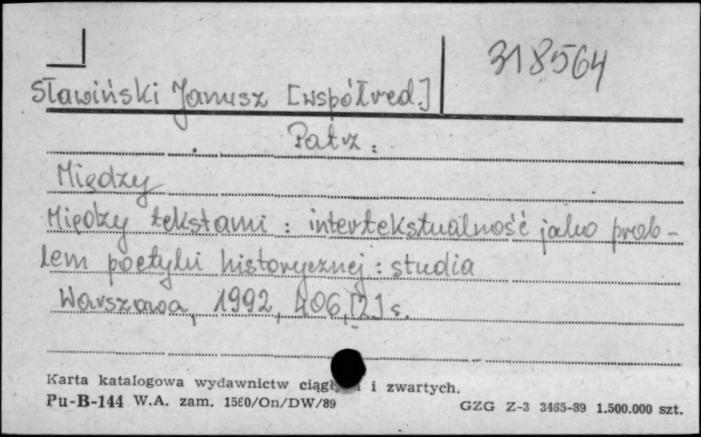 318564
Sławiński Janusz [współred.]
Patrz:
Między
Między tekstami : intertekstualność jako prob-
lem poetyki historycznej : studia
Warszawa, 1992, 406,[2] s.
Karta katalogowa wydawnictw ciągłych i zwartych.
Pu-B-144 W.A. zam. 1560/On/DW/89
GZG Z-3 3465-89 1.500.000 szt.